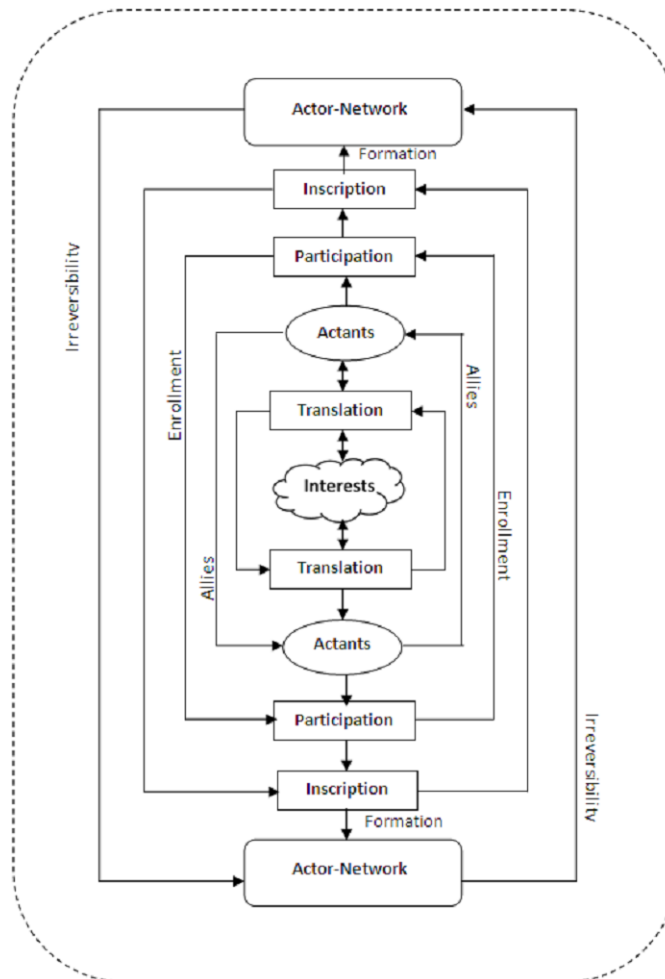 Actor-Network
Formation
Inscription
Participation
Irreversibility
Enrollment
Actants
Allies
Translation
Interests
Enrollment
Translation
Allies
Actants
Participation
Irreversibility
Inscription
Formation
Actor-Network